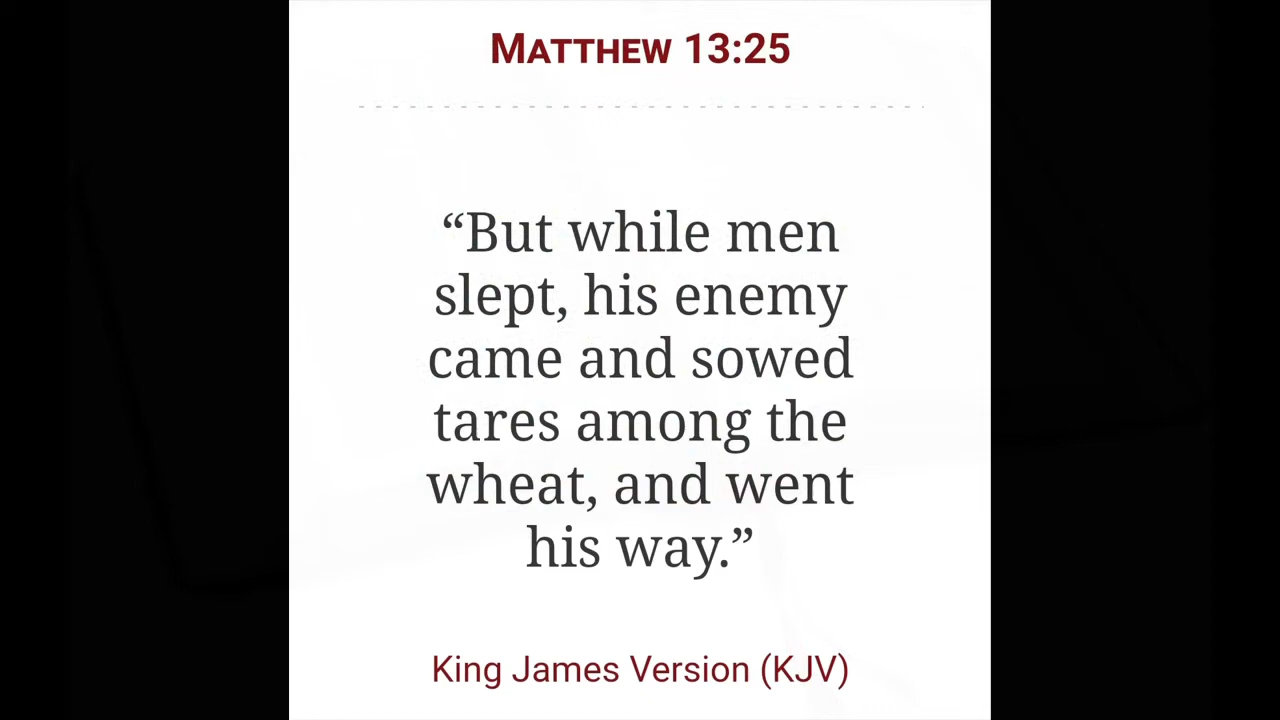 MATTHEW 13:25
“But while men
slept, his enemy
came and sowed
tares among the
wheat, and went
his way.”
King James Version (KJV)